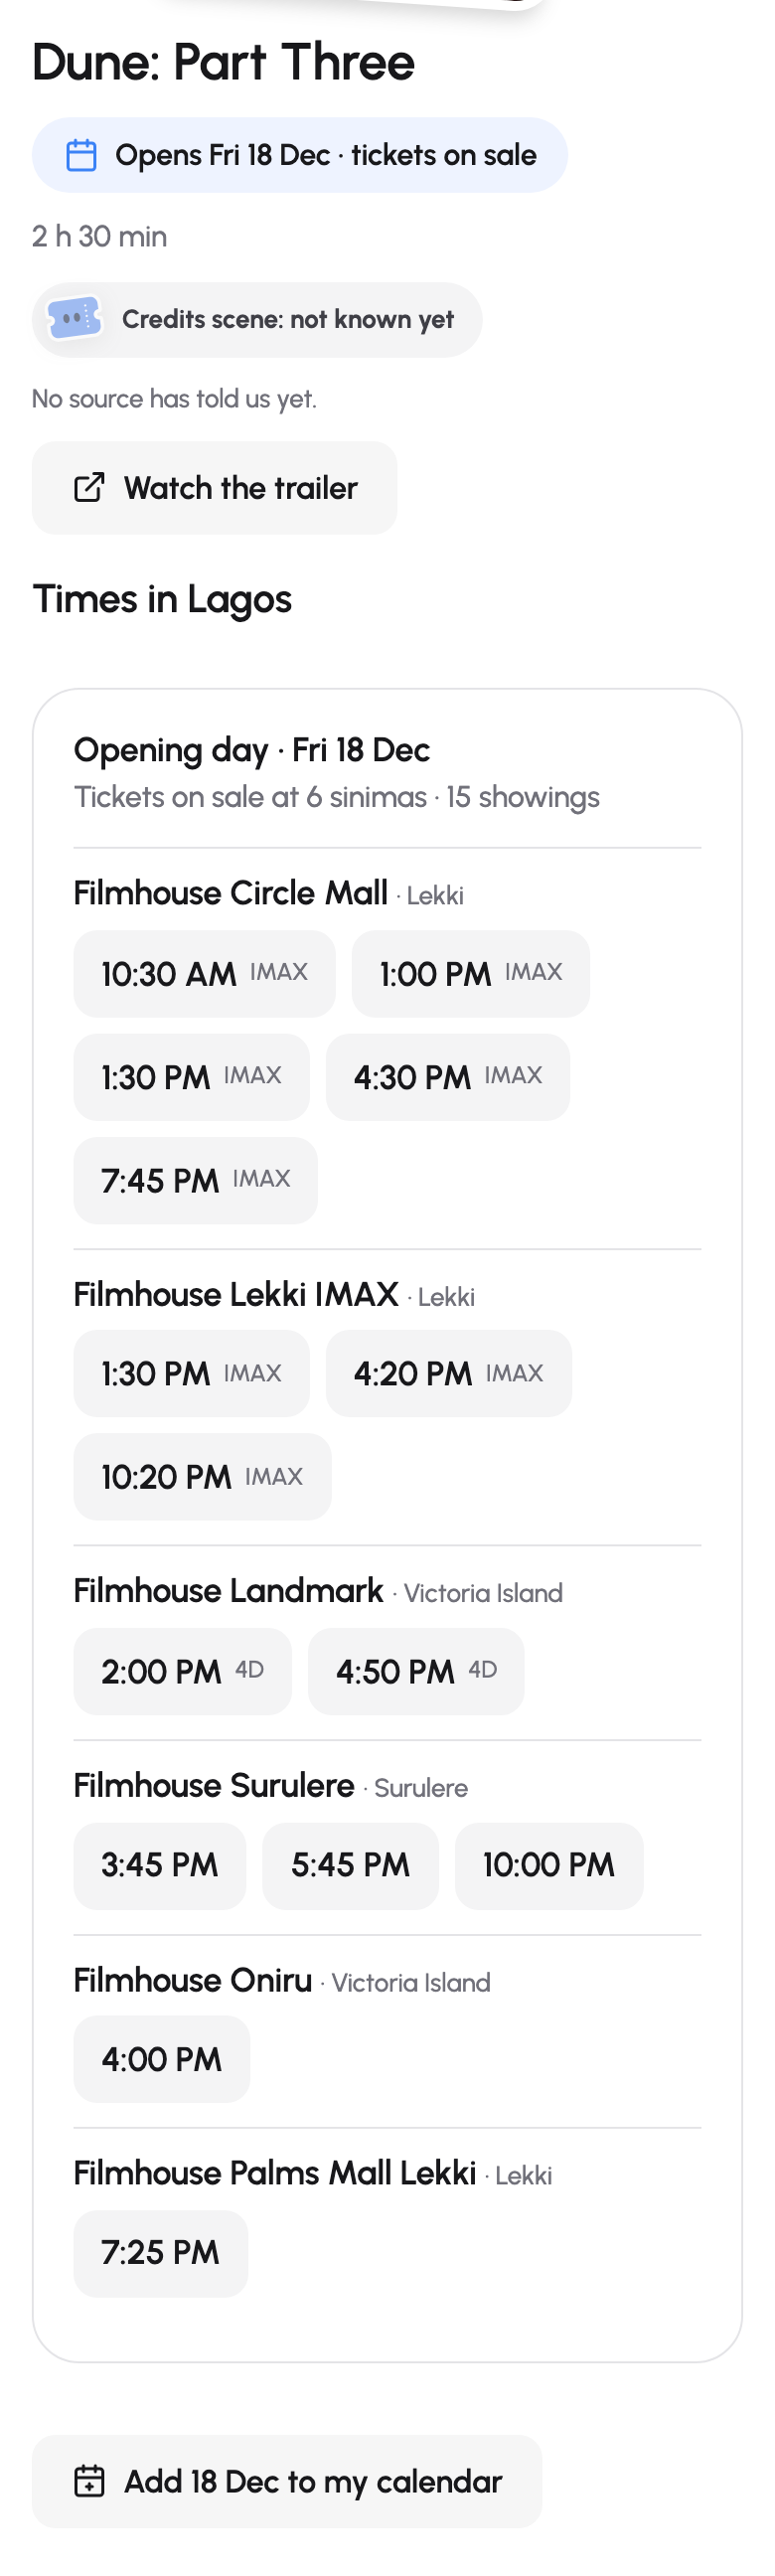 Dune: Part Three
Opens Fri 18 Dec · tickets on sale
2 h 30 min
Credits scene: not known yet
No source has told us yet.
Watch the trailer
Times in Lagos
Opening day · Fri 18 Dec
Tickets on sale at 6 sinimas · 15 showings
Filmhouse Circle Mall · Lekki
10:30 AM IMAX 1:00 PM IMAX
1:30 PM IMAX 4:30 PM IMAX
7:45 PM IMAX
Filmhouse Lekki IMAX · Lekki
1:30 PM IMAX 4:20 PM IMAX
10:20 PM IMAX
Filmhouse Landmark · Victoria Island
2:00 PM 4D 4:50 PM 4D
Filmhouse Surulere · Surulere
3:45 PM 5:45 PM 10:00 PM
Filmhouse Oniru · Victoria Island
4:00 PM
Filmhouse Palms Mall Lekki · Lekki
7:25 PM
Add 18 Dec to my calendar